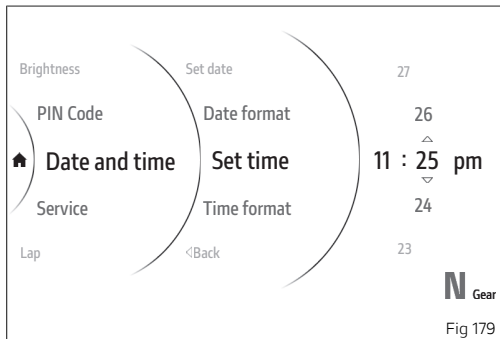 Brightness
PIN Code
Date and time
Service
Lap
Set date
Date format
Set time
Time format
Back
27
26
11 : 25 pm
24
23
N Gear
Fig 179